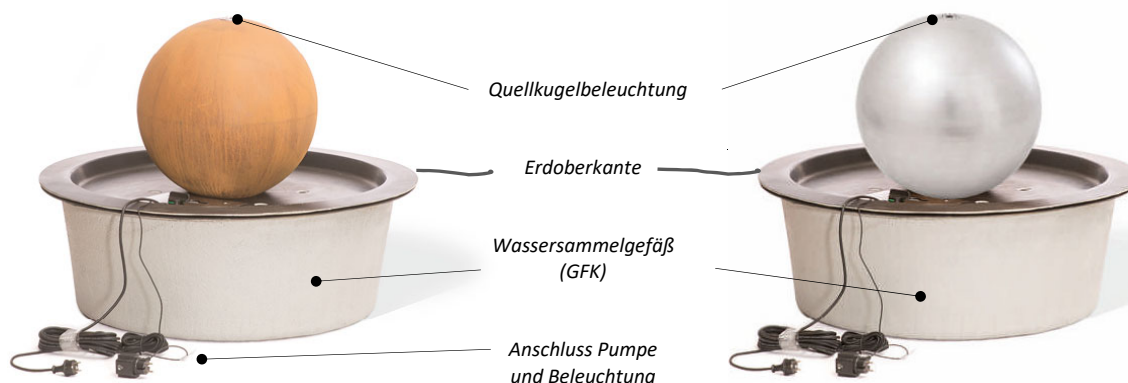 Quellkugelbeleuchtung
Erdoberkante
Wassersammelgefäß
(GFK)
Anschluss Pumpe
und Beleuchtung